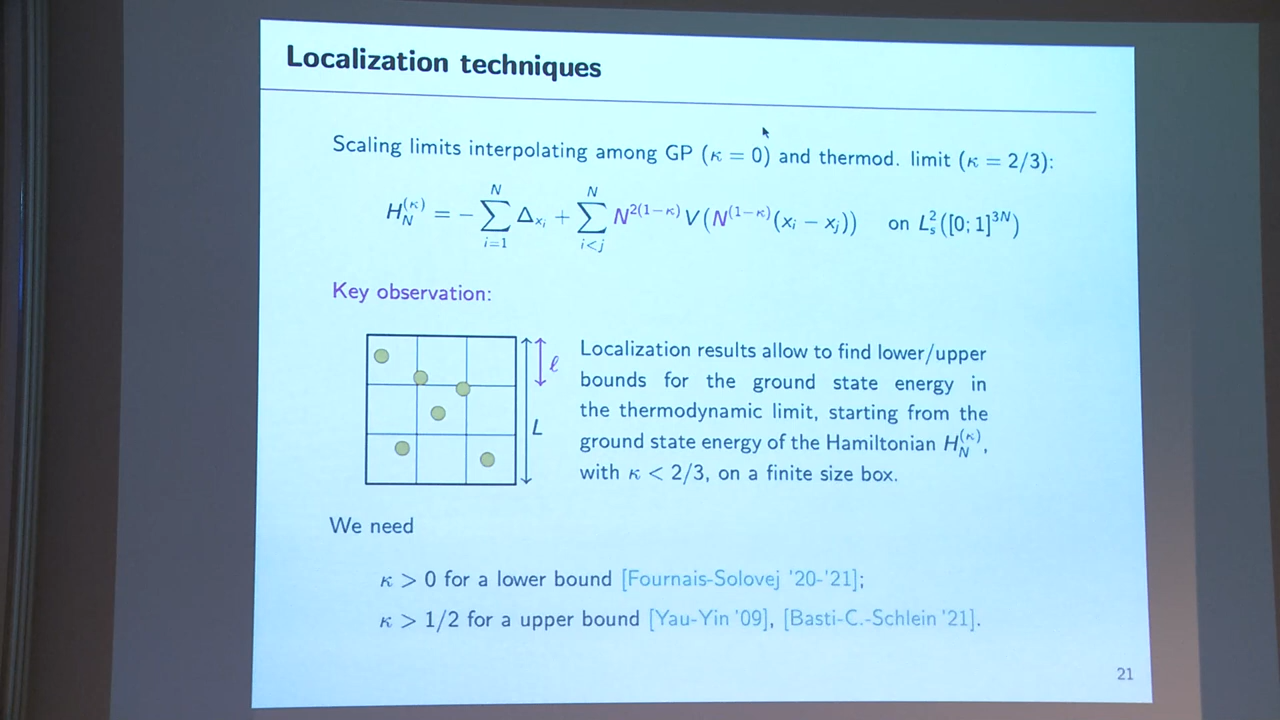 Localization techniques
Scaling limits interpolating among GP (κ = 0) and thermod. limit (κ = 2/3):
H_N^{(κ)} = − ∑_{i=1}^{N} Δ_{x_i} + ∑_{i<j}^{N} N^{2(1−κ)} V(N^{(1−κ)}(x_i − x_j)) on L_s^2([0; 1]^{3N})
Key observation:
ℓ
L
Localization results allow to find lower/upper
bounds for the ground state energy in
the thermodynamic limit, starting from the
ground state energy of the Hamiltonian H_N^{(κ)},
with κ < 2/3, on a finite size box.
We need
κ > 0 for a lower bound [Fournais-Solovej '20-'21];
κ > 1/2 for a upper bound [Yau-Yin '09], [Basti-C.-Schlein '21].
21